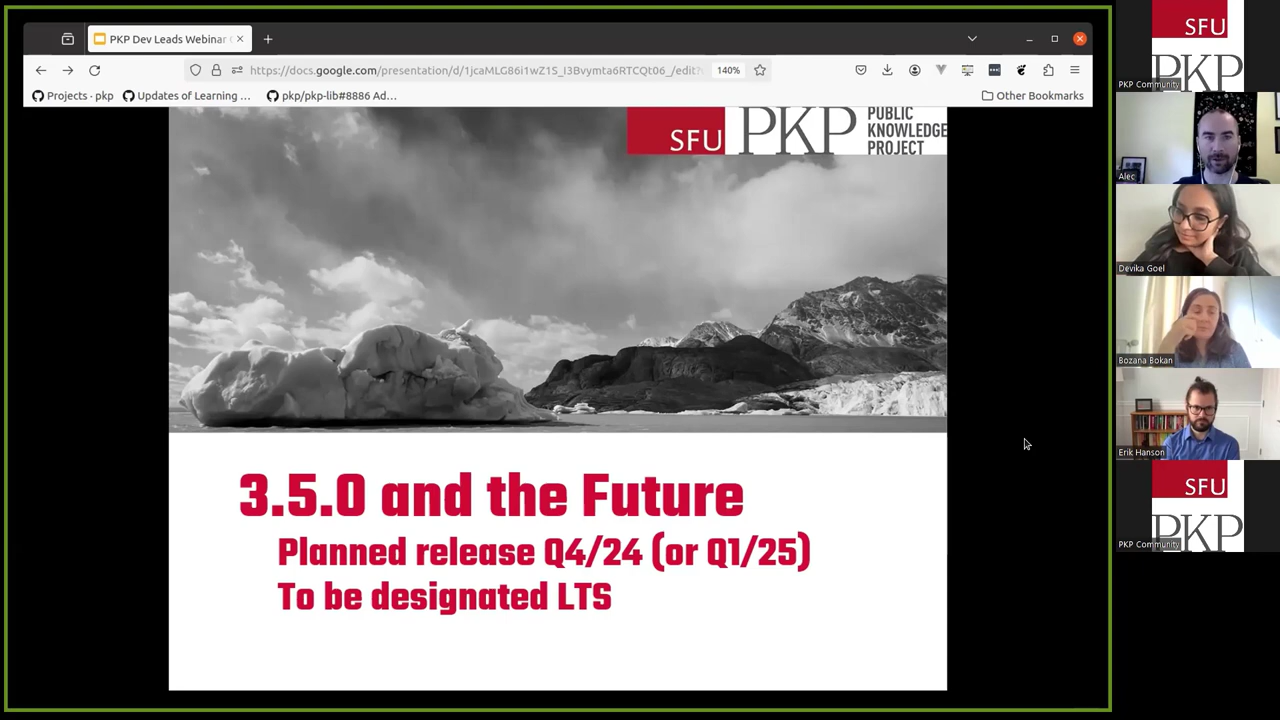 PKP Dev Leads Webinar
https://docs.google.com/presentation/d/1jcaMLG86i1wZ1S_I3Bvymta6RTCQt06_/edit?
140%
Projects · pkp
Updates of Learning ...
pkp/pkp-lib#8886 Ad...
Other Bookmarks
SFU
PKP
PUBLIC
KNOWLEDGE
PROJECT
3.5.0 and the Future
Planned release Q4/24 (or Q1/25)
To be designated LTS
SFU
PKP
PKP Community
Alec
Devika Goel
Bozana Bokan
Erik Hanson
SFU
PKP
PKP Community